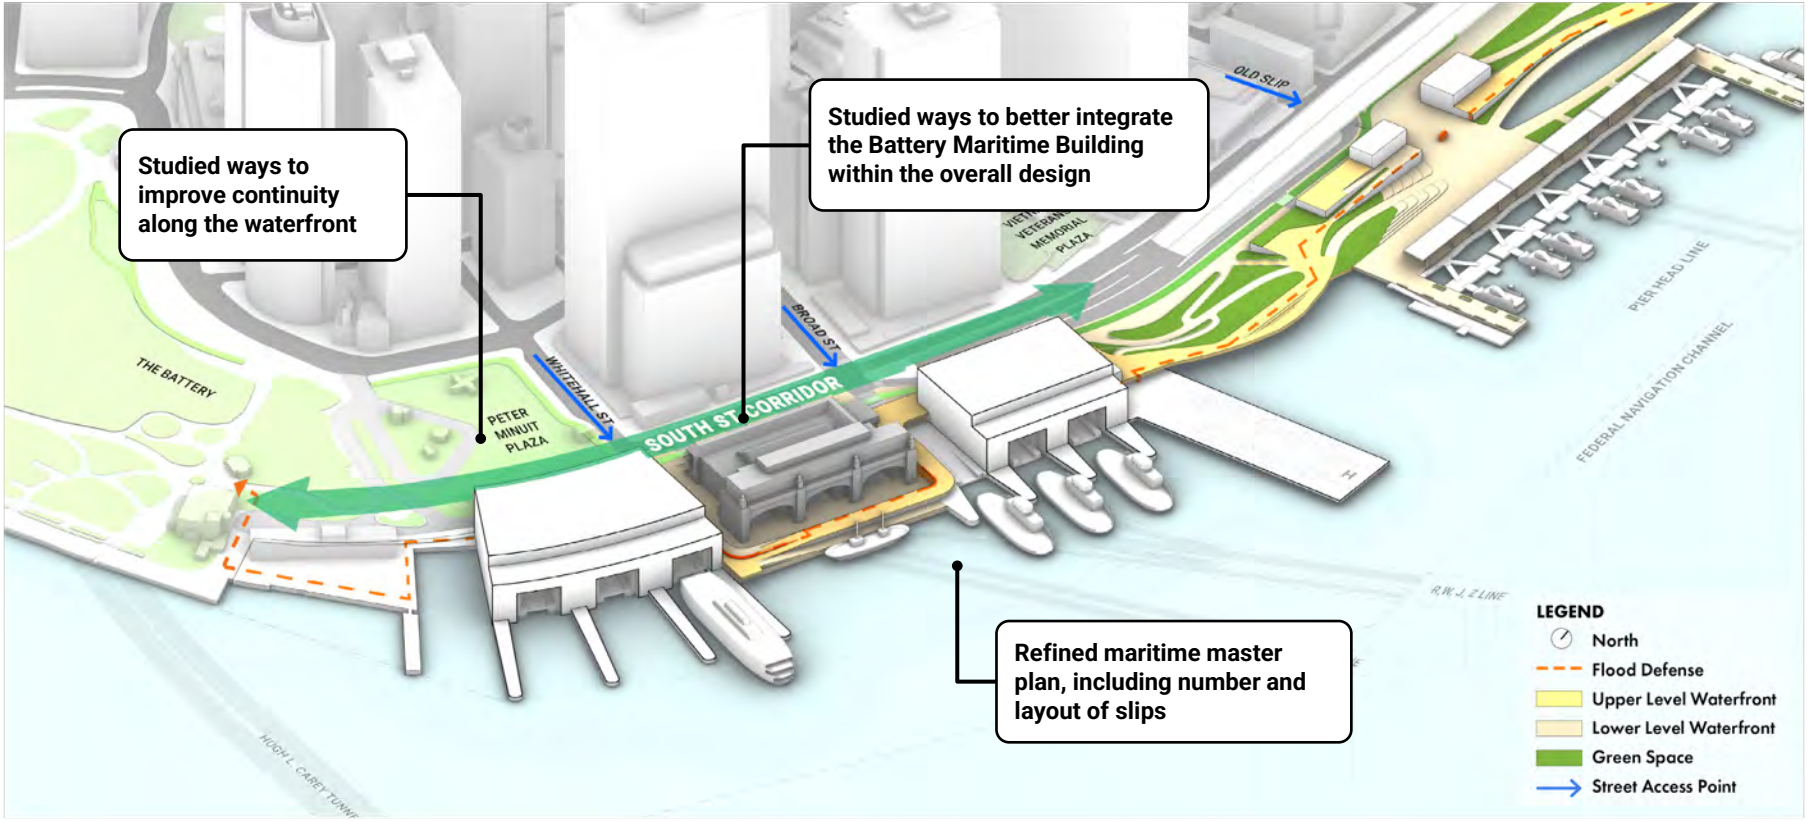 Studied ways to
improve continuity
along the waterfront
Studied ways to better integrate
the Battery Maritime Building
within the overall design
OLD SLIP
VETERANS
MEMORIAL
PLAZA
PIER HEAD LINE
FEDERAL NAVIGATION CHANNEL
BROAD ST
WHITEHALL ST
THE BATTERY
PETER
MINUIT
PLAZA
SOUTH ST CORRIDOR
H
R,W, J, Z LINE
Refined maritime master
plan, including number and
layout of slips
HUGH L. CAREY
LEGEND
North
Flood Defense
Upper Level Waterfront
Lower Level Waterfront
Green Space
Street Access Point